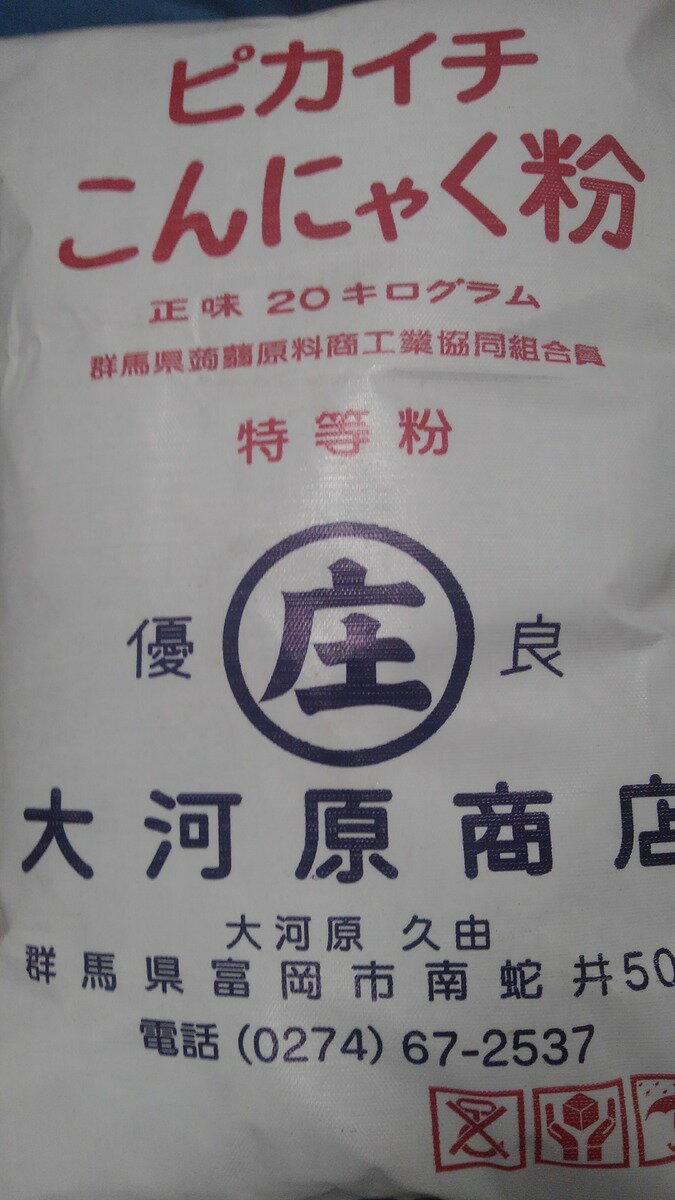 ピカイチ
こんにゃく粉
正味 20キログラム
群馬県蒟蒻原料商工業協同組合員
特等粉
優 庄 良
大河原商店
大河原 久由
群馬県富岡市南蛇井50
電話 (0274) 67-2537